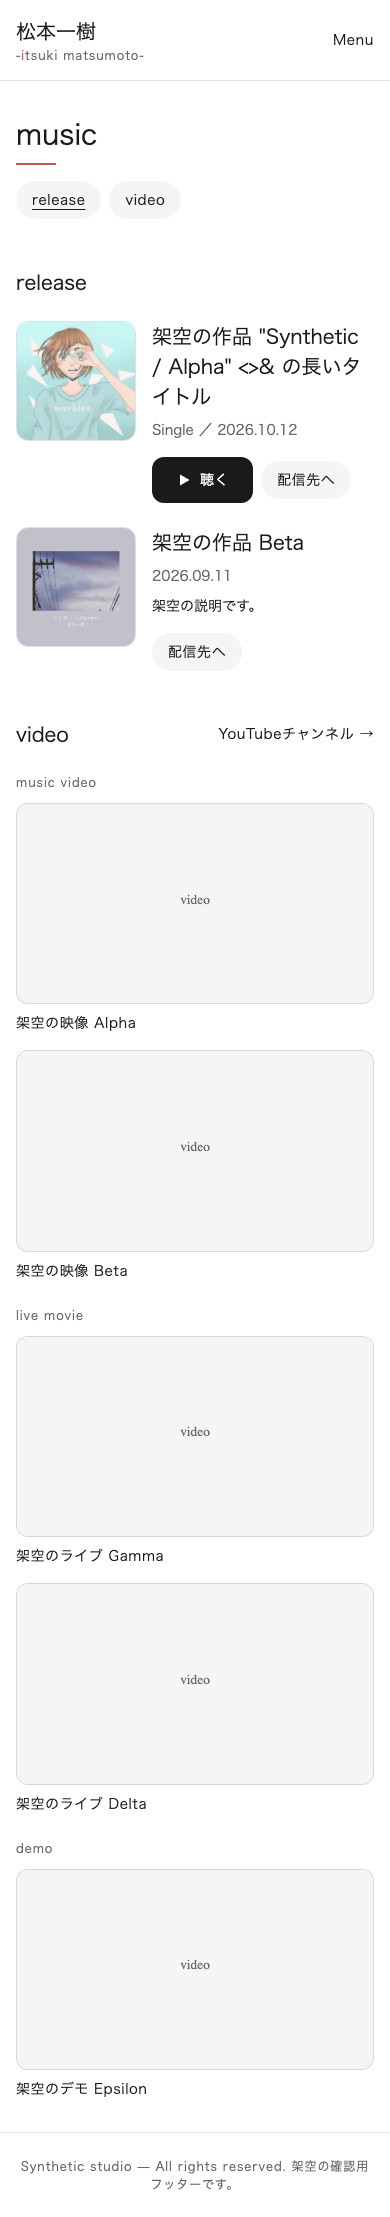 松本一樹
-itsuki matsumoto-
Menu
music
release
video
release
marbles
架空の作品 "Synthetic
/ Alpha" <>& の長いタ
イトル
Single ／ 2026.10.12
▶ 聴く
配信先へ
架空の作品 Beta
2026.09.11
架空の説明です。
配信先へ
video
YouTubeチャンネル →
music video
video
架空の映像 Alpha
video
架空の映像 Beta
live movie
video
架空のライブ Gamma
video
架空のライブ Delta
demo
video
架空のデモ Epsilon
Synthetic studio — All rights reserved. 架空の確認用
フッターです。